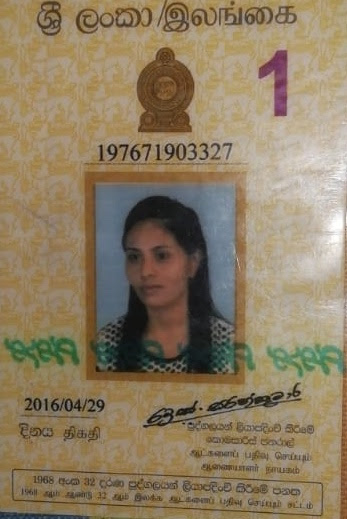 ශ්‍රී ලංකා/இலங்கை
1
197671903327
2016/04/29
දිනය திகதி
පුද්ගලයන් ලියාපදිංචි කිරීමේ
කොමසාරිස් ජනරාල්
ஆட்களைப் பதிவு செய்யும்
ஆணையாளர் நாயகம்
1968 අංක 32 දරණ පුද්ගලයන් ලියාපදිංචි කිරීමේ පනත
1968 ஆம் ஆண்டு 32 ஆம் இலக்க ஆட்களைப் பதிவு செய்யும் சட்டம்